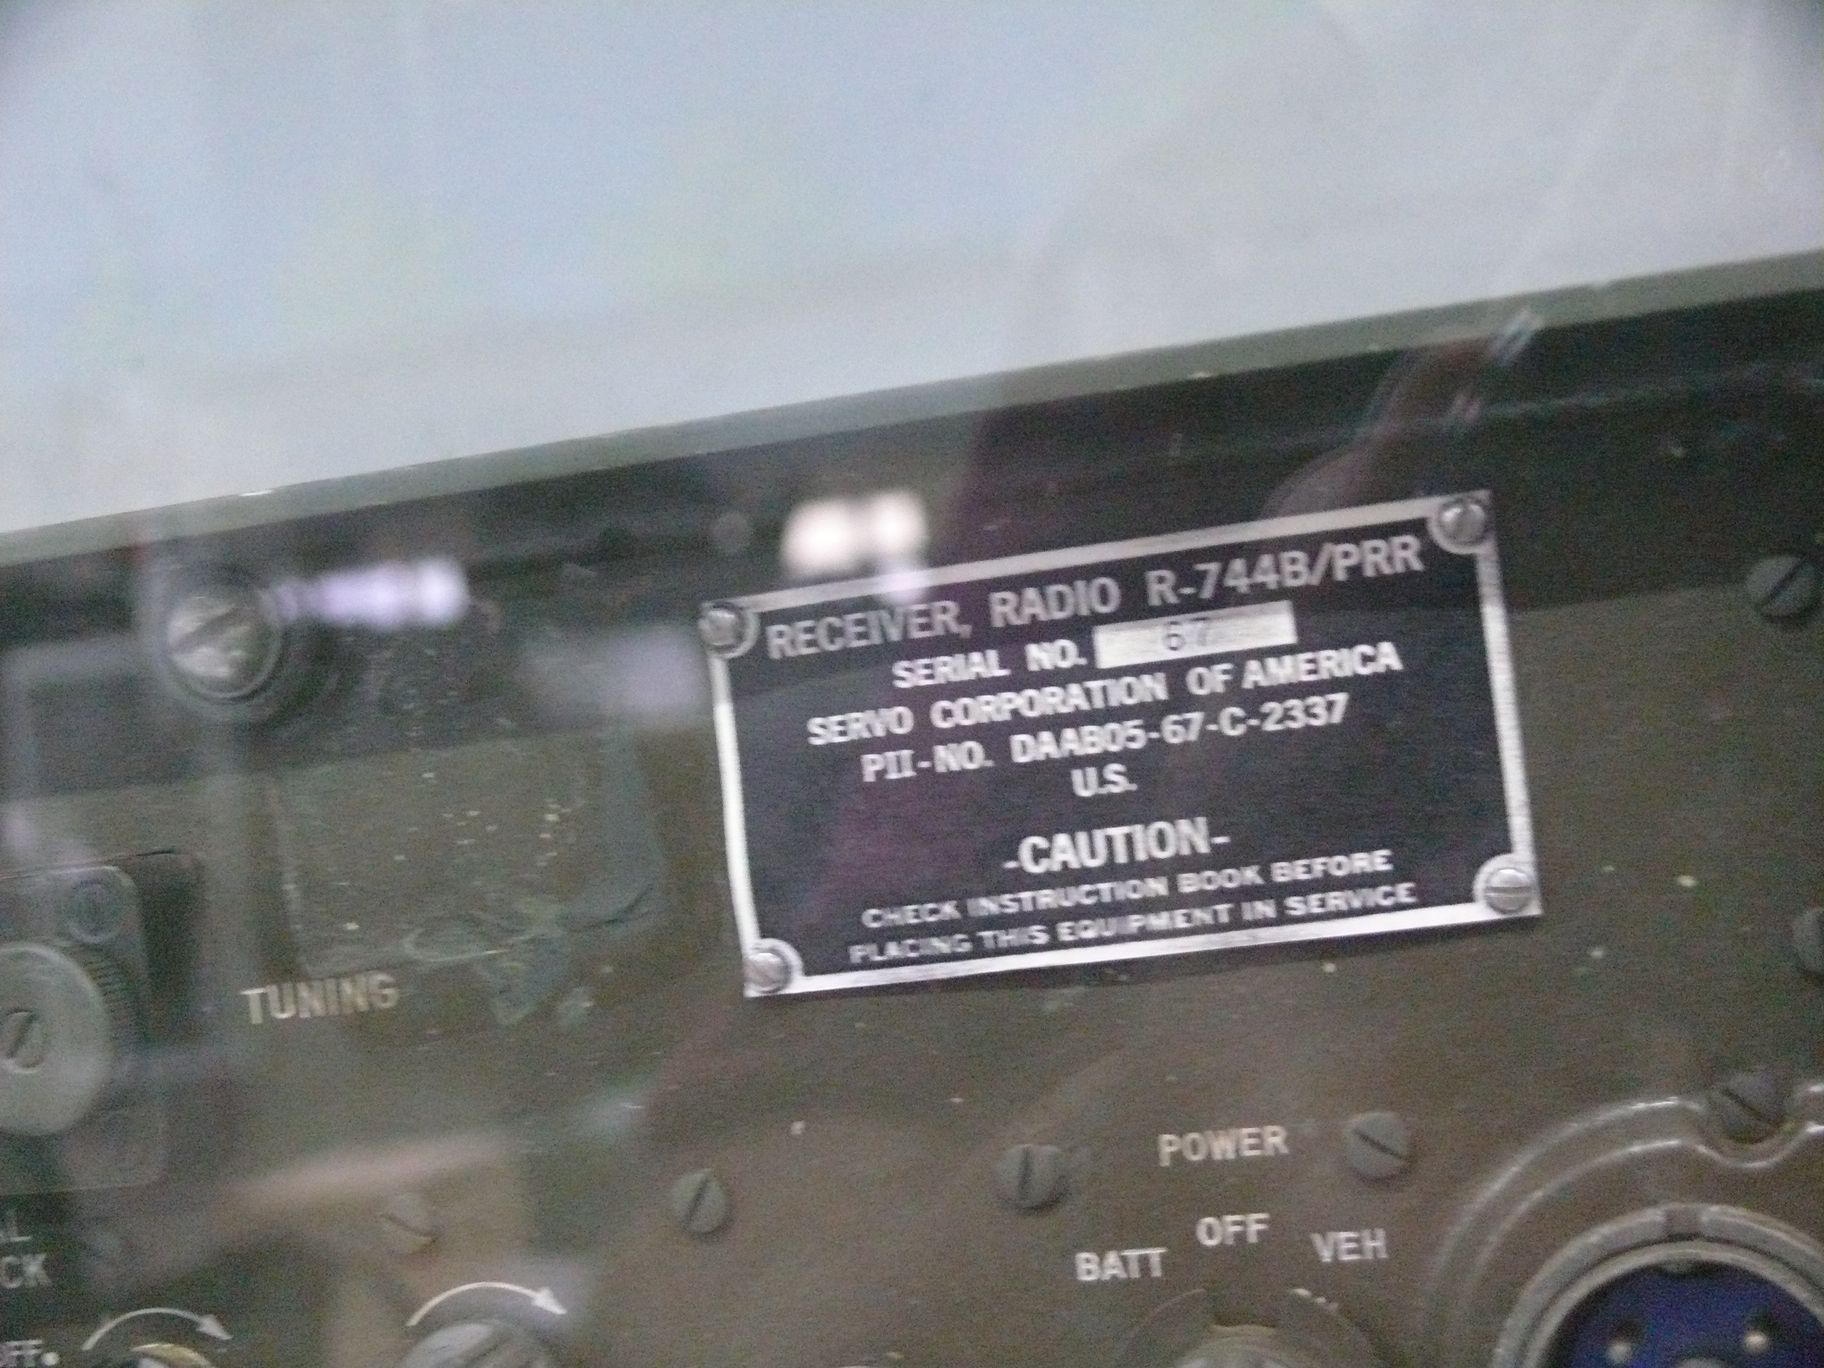 RECEIVER, RADIO R-744B/PRR
SERIAL NO. 67
SERVO CORPORATION OF AMERICA
PII-NO. DAAB05-67-C-2337
U.S.
-CAUTION-
CHECK INSTRUCTION BOOK BEFORE
PLACING THIS EQUIPMENT IN SERVICE
TUNING
POWER
BATT OFF VEH